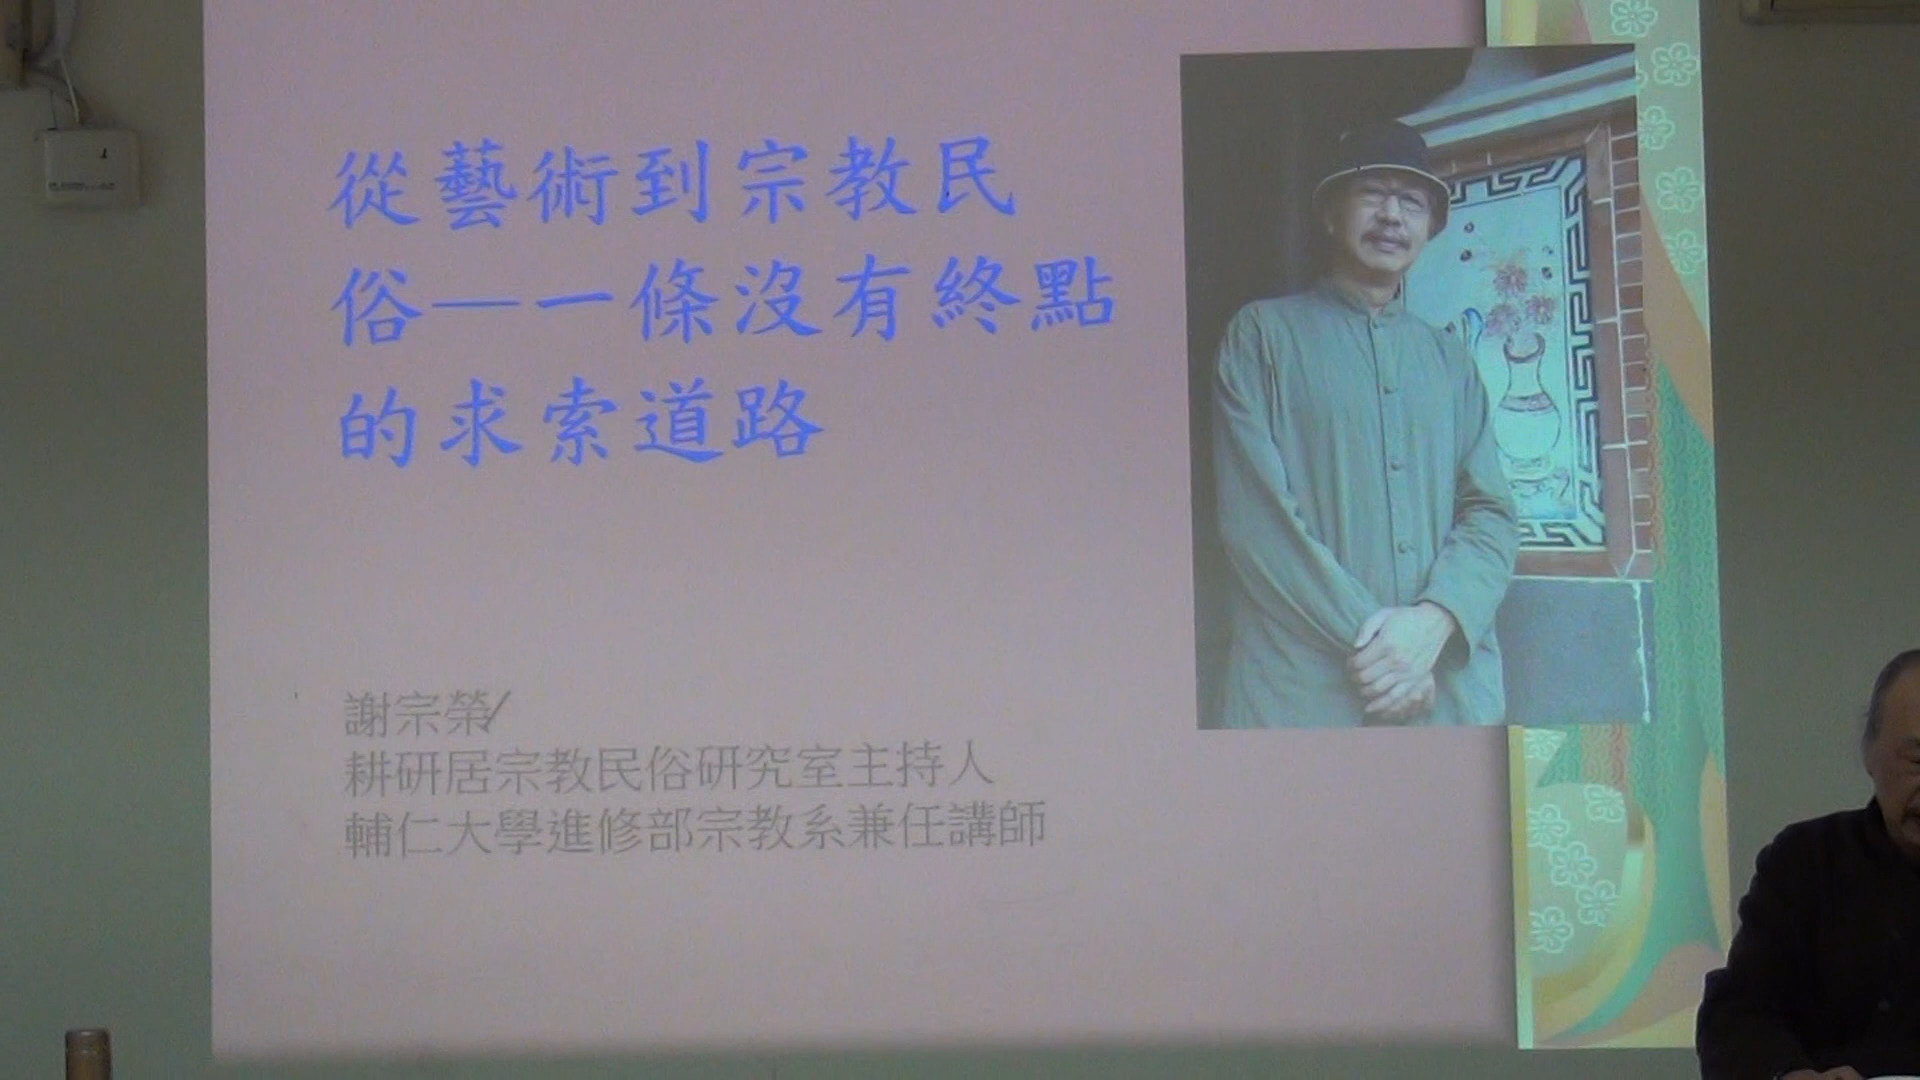 從藝術到宗教民
俗—一條沒有終點
的求索道路
謝宗榮/
耕研居宗教民俗研究室主持人
輔仁大學進修部宗教系兼任講師